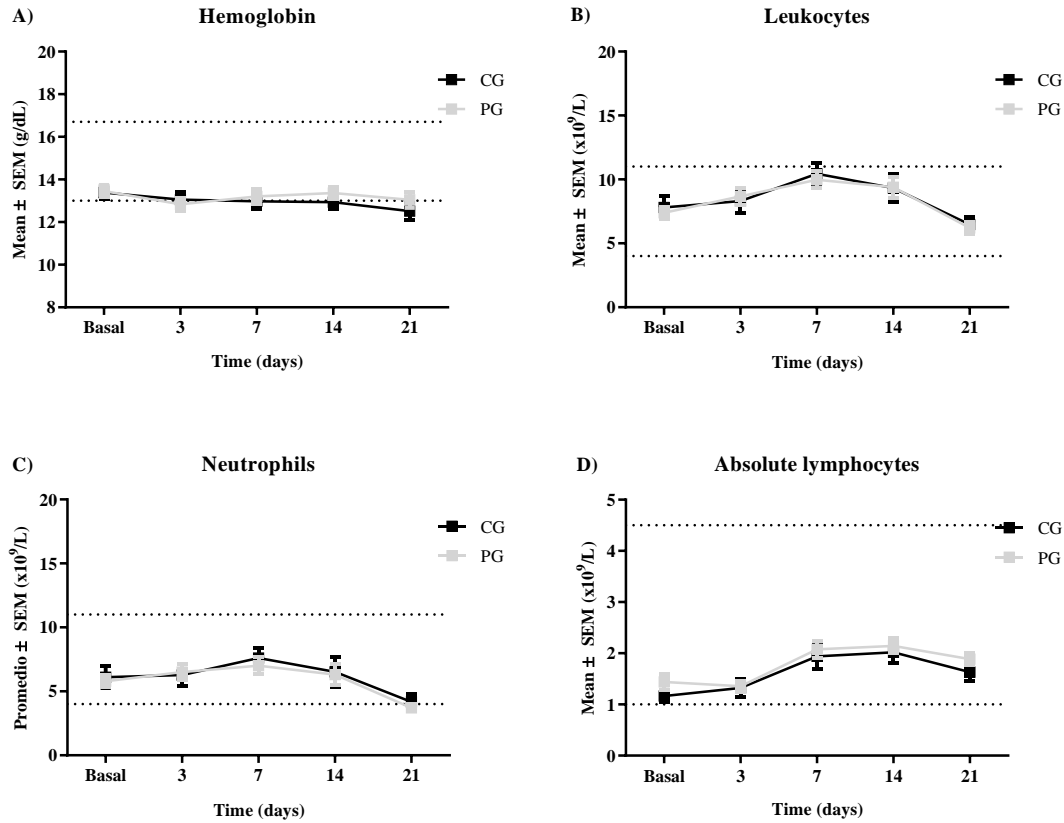 A)
Hemoglobin
Mean ± SEM (g/dL)
20
18
16
14
12
10
8
Basal 3 7 14 21
Time (days)
CG
PG
B)
Leukocytes
Mean ± SEM (x10⁹/L)
20
15
10
5
0
Basal 3 7 14 21
Time (days)
CG
PG
C)
Neutrophils
Promedio ± SEM (x10⁹/L)
20
15
10
5
0
Basal 3 7 14 21
Time (days)
CG
PG
D)
Absolute lymphocytes
Mean ± SEM (x10⁹/L)
5
4
3
2
1
0
Basal 3 7 14 21
Time (days)
CG
PG